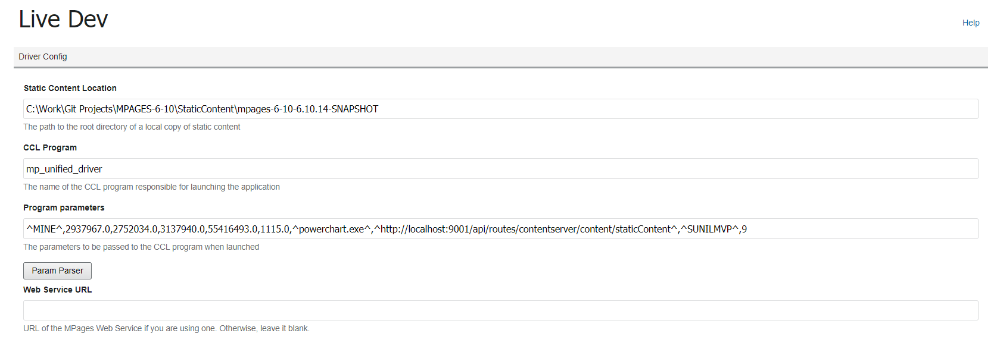 Live Dev
Help
Driver Config
Static Content Location
C:\Work\Git Projects\MPAGES-6-10\StaticContent\mpages-6-10-6.10.14-SNAPSHOT
The path to the root directory of a local copy of static content
CCL Program
mp_unified_driver
The name of the CCL program responsible for launching the application
Program parameters
^MINE^,2937967.0,2752034.0,3137940.0,55416493.0,1115.0,^powerchart.exe^,^http://localhost:9001/api/routes/contentserver/content/staticContent^,^SUNILMVP^,9
The parameters to be passed to the CCL program when launched
Param Parser
Web Service URL
URL of the MPages Web Service if you are using one. Otherwise, leave it blank.